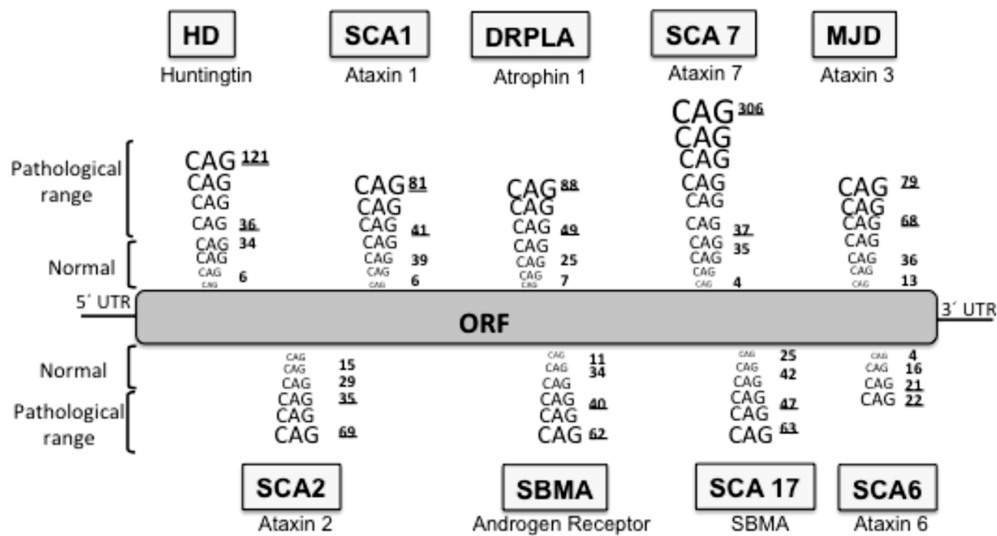 HD SCA1 DRPLA SCA 7 MJD
Huntingtin Ataxin 1 Atrophin 1 Ataxin 7 Ataxin 3
Pathological
range
Normal
CAG 121
CAG
CAG
CAG 36
CAG 34
CAG
CAG 6
CAG
CAG 81
CAG
CAG 41
CAG
CAG 39
CAG
CAG 6
CAG 88
CAG
CAG 49
CAG
CAG 25
CAG
CAG 7
CAG 306
CAG
CAG
CAG
CAG
CAG 37
CAG 35
CAG
CAG
CAG 4
CAG 79
CAG
CAG 68
CAG
CAG 36
CAG
CAG 13
5´ UTR
ORF
3´ UTR
Normal
Pathological
range
CAG
CAG 15
CAG 29
CAG 35
CAG
CAG 69
CAG 11
CAG 34
CAG
CAG 40
CAG
CAG 62
CAG 25
CAG 42
CAG
CAG 47
CAG
CAG 63
CAG 4
CAG 16
CAG 21
CAG 22
SCA2 SBMA SCA 17 SCA6
Ataxin 2 Androgen Receptor SBMA Ataxin 6